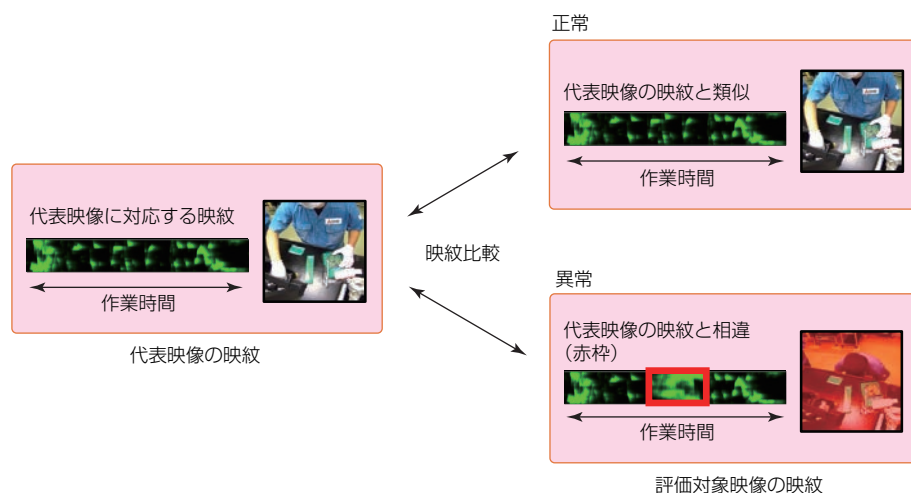 正常
代表映像の映紋と類似
作業時間
代表映像に対応する映紋
作業時間
代表映像の映紋
映紋比較
異常
代表映像の映紋と相違
(赤枠)
作業時間
評価対象映像の映紋